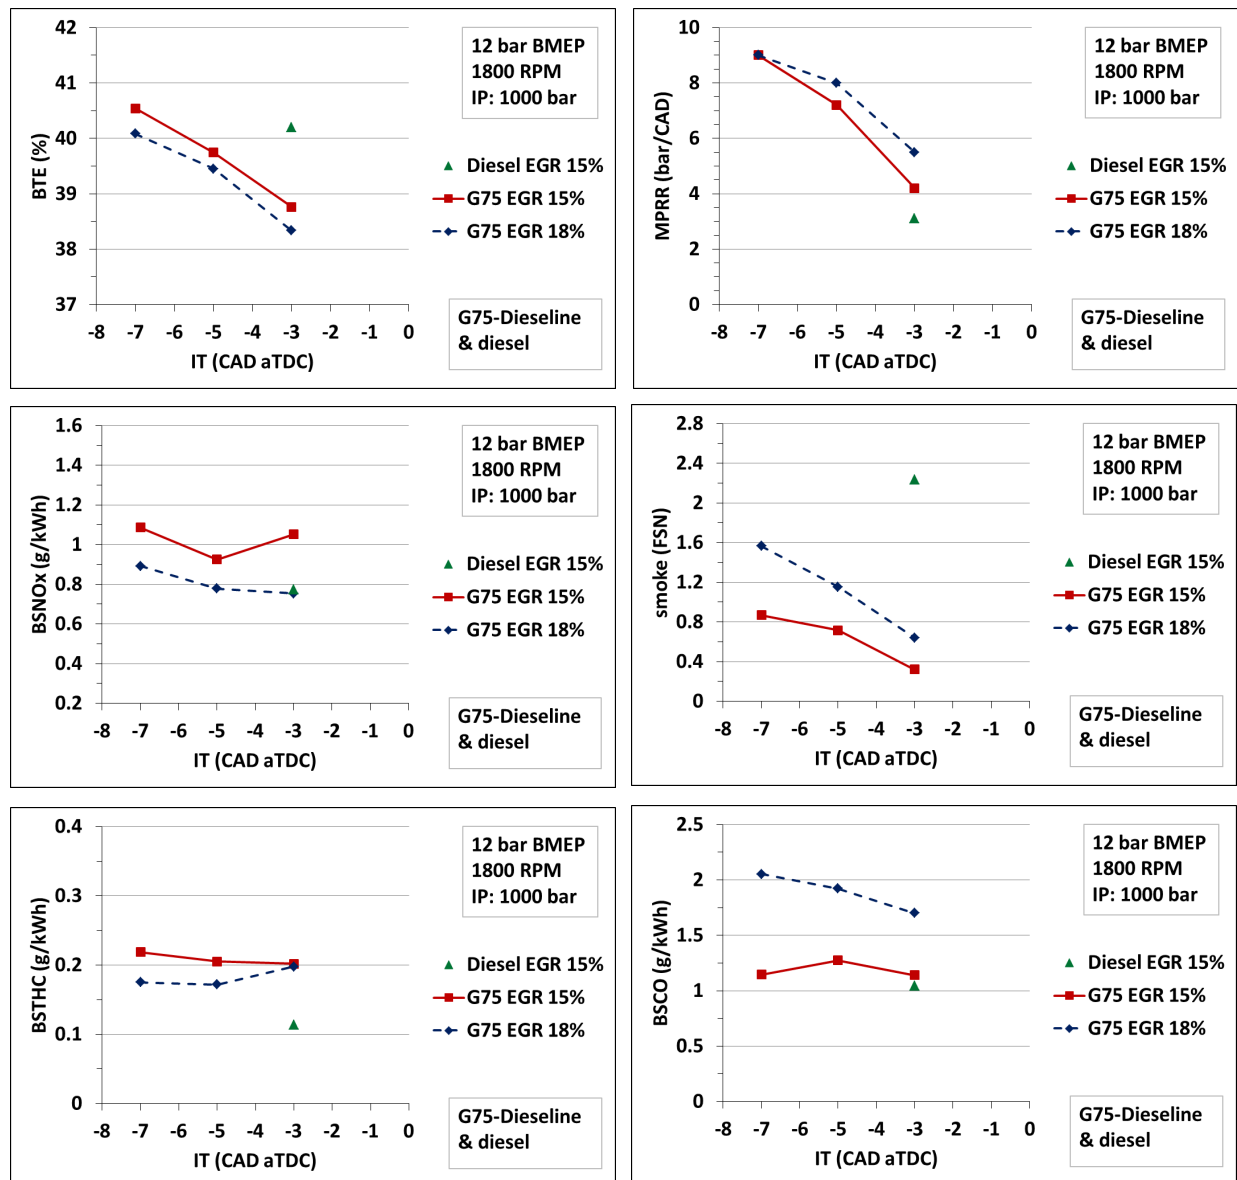 42
41
40
39
38
37
BTE (%)
-8 -7 -6 -5 -4 -3 -2 -1 0
IT (CAD aTDC)
12 bar BMEP
1800 RPM
IP: 1000 bar
Diesel EGR 15%
G75 EGR 15%
G75 EGR 18%
G75-Dieseline
& diesel
10
8
6
4
2
0
MPRR (bar/CAD)
-8 -7 -6 -5 -4 -3 -2 -1 0
IT (CAD aTDC)
12 bar BMEP
1800 RPM
IP: 1000 bar
Diesel EGR 15%
G75 EGR 15%
G75 EGR 18%
G75-Dieseline
& diesel
1.6
1.4
1.2
1
0.8
0.6
0.4
0.2
BSNOx (g/kWh)
-8 -7 -6 -5 -4 -3 -2 -1 0
IT (CAD aTDC)
12 bar BMEP
1800 RPM
IP: 1000 bar
Diesel EGR 15%
G75 EGR 15%
G75 EGR 18%
G75-Dieseline
& diesel
2.8
2.4
2
1.6
1.2
0.8
0.4
0
smoke (FSN)
-8 -7 -6 -5 -4 -3 -2 -1 0
IT (CAD aTDC)
12 bar BMEP
1800 RPM
IP: 1000 bar
Diesel EGR 15%
G75 EGR 15%
G75 EGR 18%
G75-Dieseline
& diesel
0.4
0.3
0.2
0.1
0
BSTHC (g/kWh)
-8 -7 -6 -5 -4 -3 -2 -1 0
IT (CAD aTDC)
12 bar BMEP
1800 RPM
IP: 1000 bar
Diesel EGR 15%
G75 EGR 15%
G75 EGR 18%
G75-Dieseline
& diesel
2.5
2
1.5
1
0.5
0
BSCO (g/kWh)
-8 -7 -6 -5 -4 -3 -2 -1 0
IT (CAD aTDC)
12 bar BMEP
1800 RPM
IP: 1000 bar
Diesel EGR 15%
G75 EGR 15%
G75 EGR 18%
G75-Dieseline
& diesel